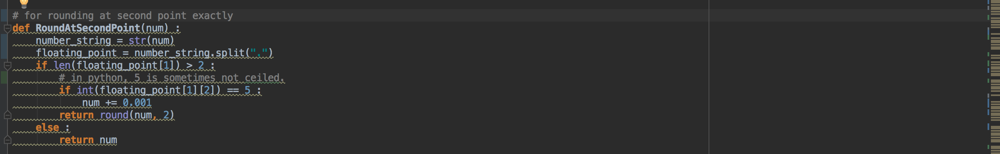 # for rounding at second point exactly
def RoundAtSecondPoint(num) :
    number_string = str(num)
    floating_point = number_string.split(".")
    if len(floating_point[1]) > 2 :
        # in python, 5 is sometimes not ceiled.
        if int(floating_point[1][2]) == 5 :
            num += 0.001
        return round(num, 2)
    else :
        return num